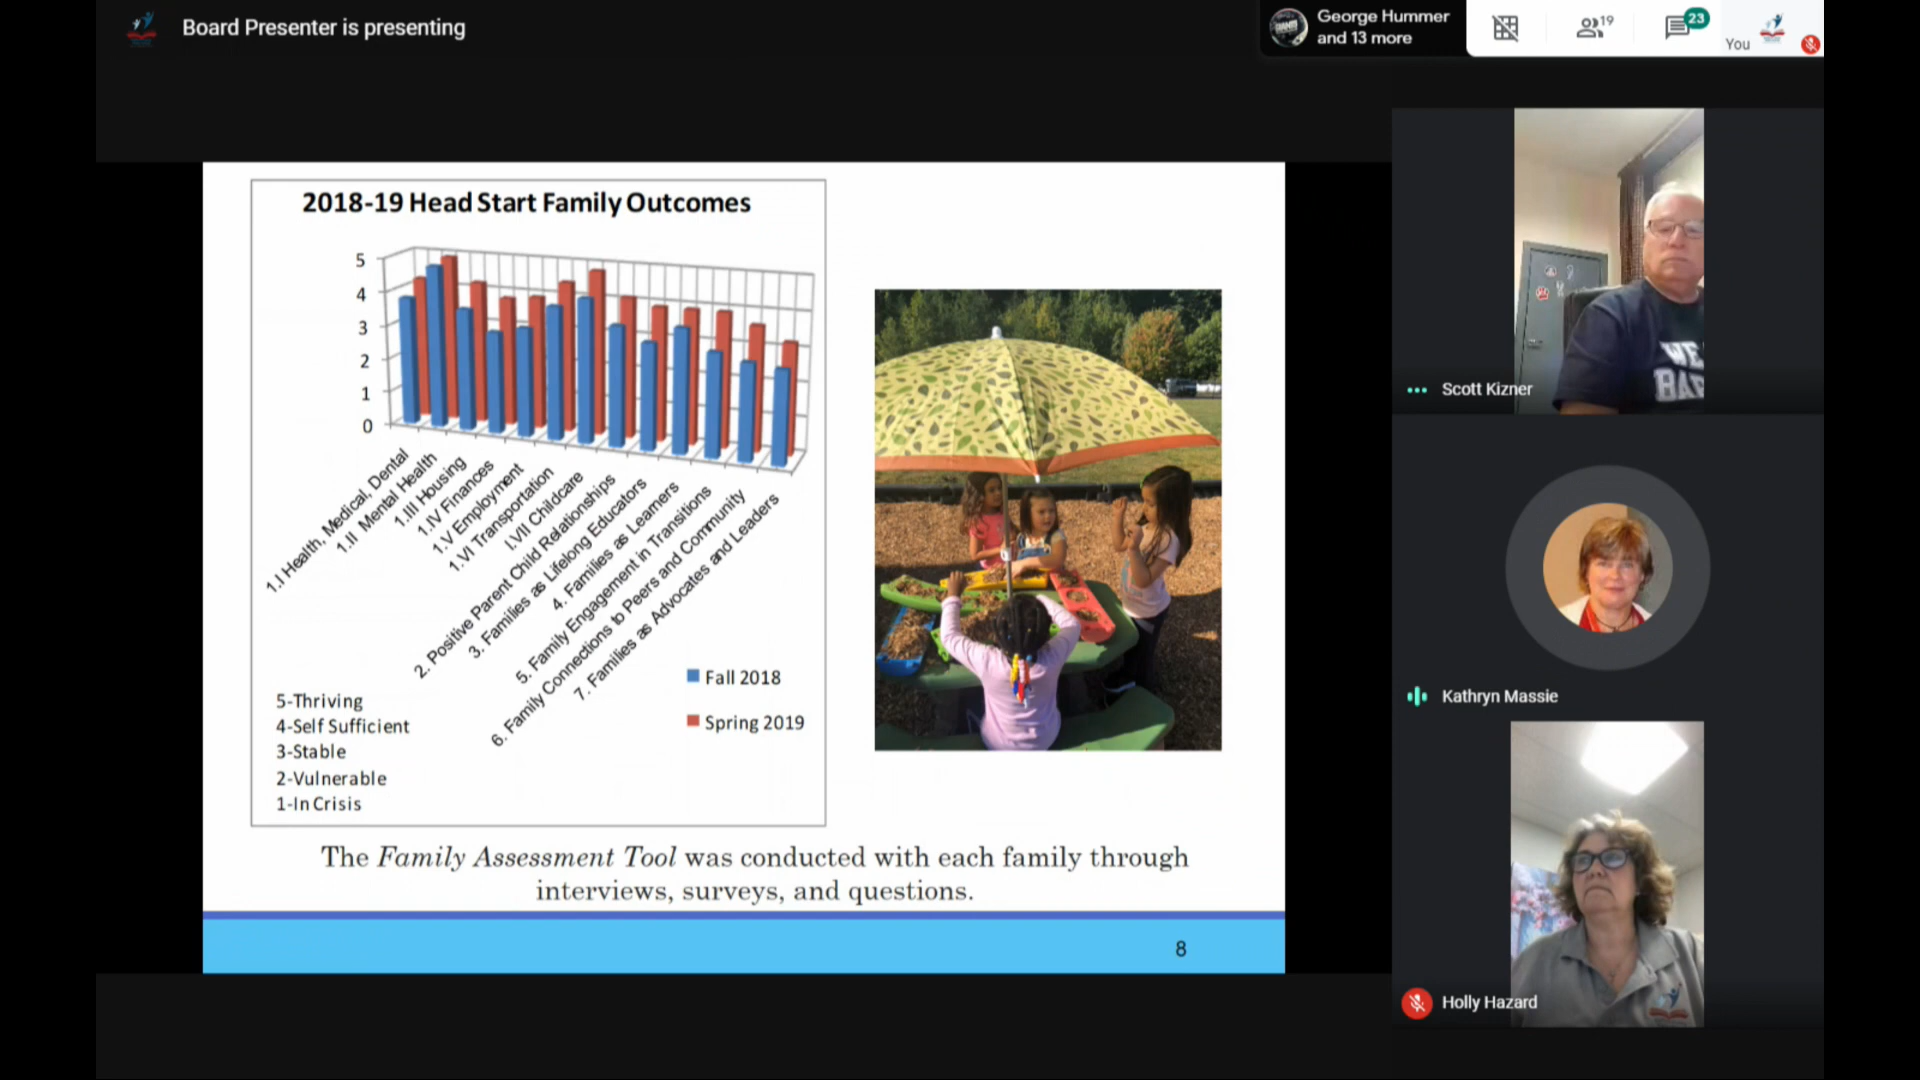 Board Presenter is presenting
George Hummer
and 13 more
19
23
You
2018-19 Head Start Family Outcomes
5
4
3
2
1
0
1.I Health, Medical, Dental
1.II Mental Health
1.III Housing
1.IV Finances
1.V Employment
1.VI Transportation
I.VII Childcare
2. Positive Parent Child Relationships
3. Families as Lifelong Educators
4. Families as Learners
5. Family Engagement in Transitions
6. Family Connections to Peers and Community
7. Families as Advocates and Leaders
Fall 2018
Spring 2019
5-Thriving
4-Self Sufficient
3-Stable
2-Vulnerable
1-In Crisis
The Family Assessment Tool was conducted with each family through
interviews, surveys, and questions.
8
WE
Scott Kizner
Kathryn Massie
Holly Hazard